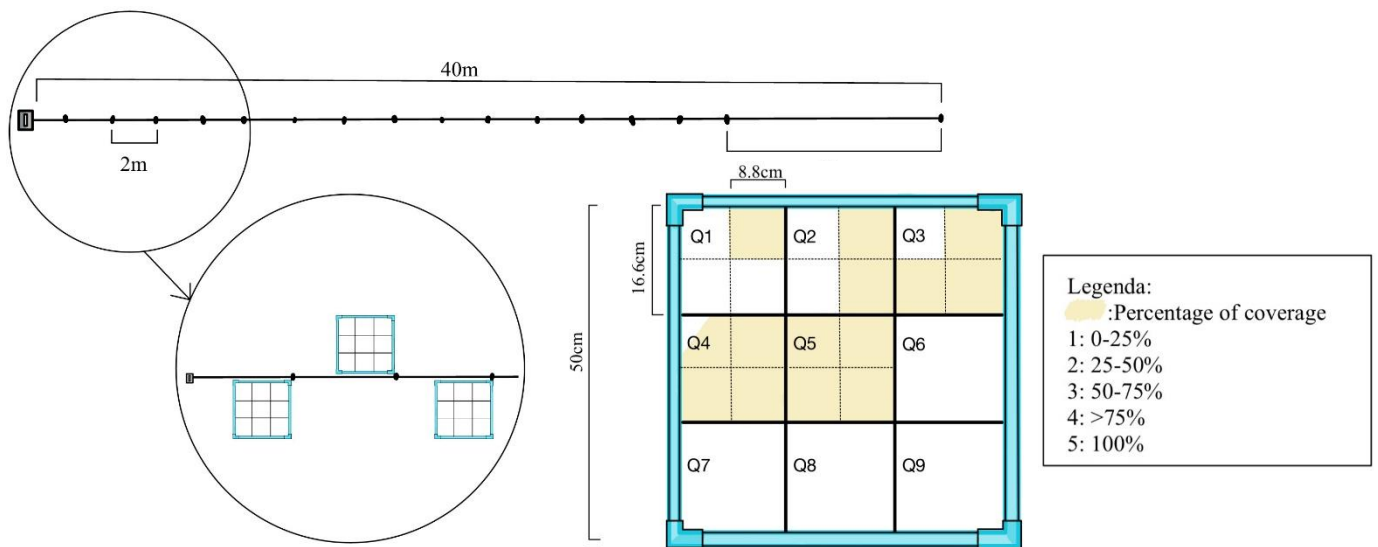 40m
2m
8.8cm
16.6cm
50cm
Q1 Q2 Q3
Q4 Q5 Q6
Q7 Q8 Q9
Legenda:
:Percentage of coverage
1: 0-25%
2: 25-50%
3: 50-75%
4: >75%
5: 100%